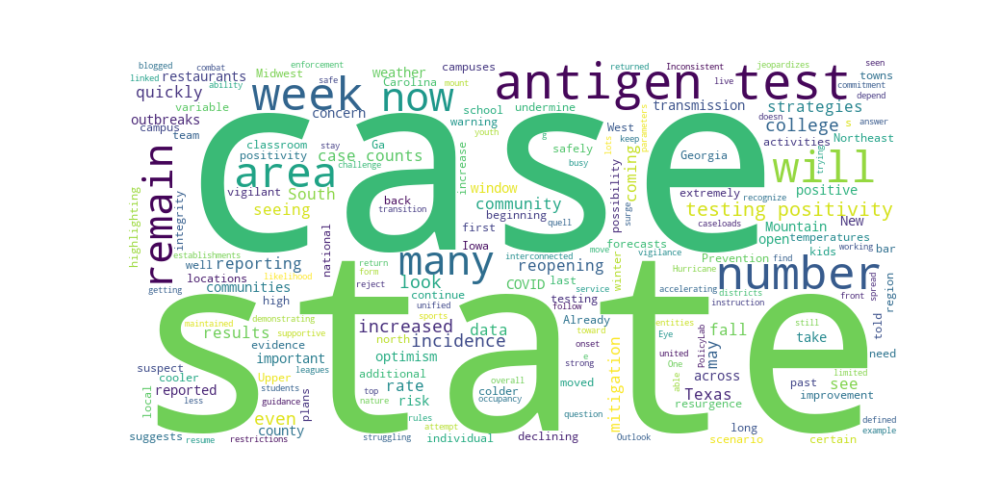 case
state
antigen test
number
many
week
now
area
will
remain
testing positivity
blogged
combat
enforcement
linked
ability
safe
restaurants
Midwest
weather
Carolina
campuses
returned
Inconsistent
jeopardizes
seen
mount
live
commitment
towns
quickly
variable
concern
undermine
transmission
depend
strategies
outbreaks
school
warning
doesn
s
answer
campus
team
classroom
stay
Ga
youth
West
keep
college
Northeast
positivity
case counts
challenge
safely
busy
lots
parameters
activities
trying
integrity
vigilant
South
increase
window
possibility
coming
Georgia
extremely
recognize
positive
highlighting
seeing
back
transition
community
beginning
quell
surge
caseloads
Mountain
New
kids
open
temperatures
working
bar
establishments
national
first
Iowa
interconnected
forecasts
vigilance
Prevention
find
well
reporting
return
form
look
reopening
move
winter
Hurricane
accelerating
front
spread
told
region
locations
likelihood
getting
communities
reject
continue
COVID
last
service
testing
districts
instruction
high
unified
follow
sports
maintained
demonstrating
results
supportive
increased
data
Already
toward
entities
still
fall
take
need
evidence
north
incidence
onset
Eye
united
One
PolicyLab
may
see
suspect
important
leagues
optimism
e
strong
mitigation
able
across
limited
cooler
Upper
students
additional
rate
colder
overall
moved
Texas
past
improvement
reported
less
guidance
plans
top
nature
risk
occupancy
resurgence
local
even
county
rules
attempt
question
long
defined
example
suggests
resume
restrictions
struggling
individual
declining
Outlook
scenario
certain